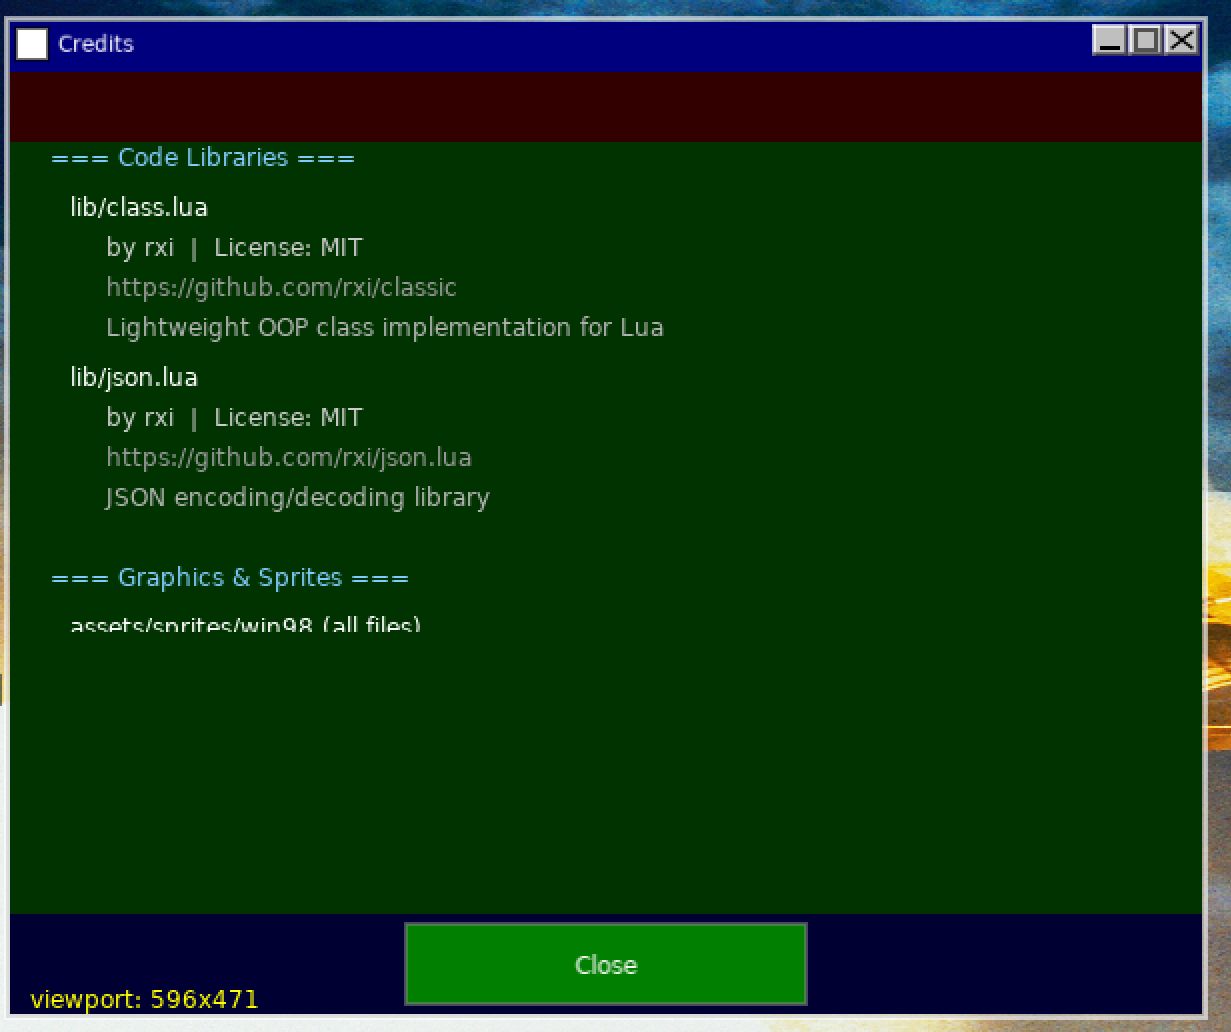 Credits
=== Code Libraries ===
lib/class.lua
by rxi | License: MIT
https://github.com/rxi/classic
Lightweight OOP class implementation for Lua
lib/json.lua
by rxi | License: MIT
https://github.com/rxi/json.lua
JSON encoding/decoding library
=== Graphics & Sprites ===
assets/sprites/win98 (all files)
Close
viewport: 596x471